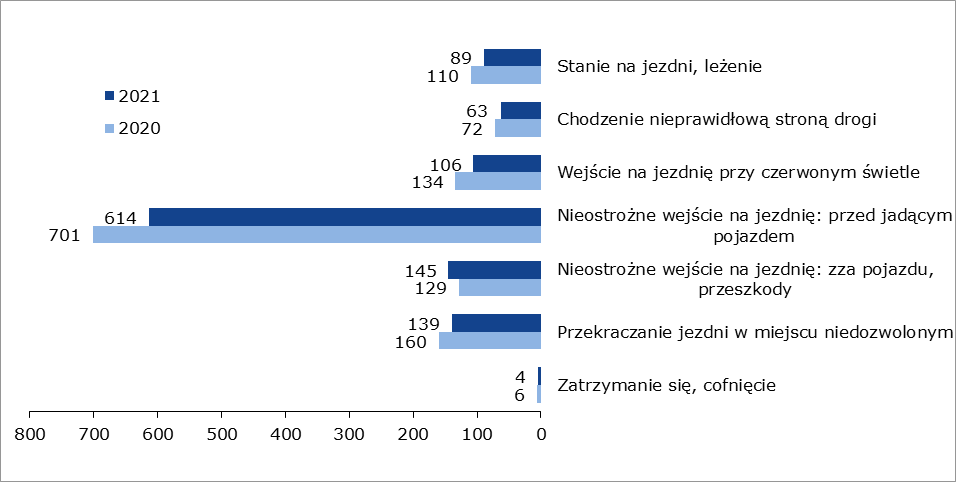 89
Stanie na jezdni, leżenie
110
2021
2020
63
Chodzenie nieprawidłową stroną drogi
72
106
Wejście na jezdnię przy czerwonym świetle
134
614
Nieostrożne wejście na jezdnię: przed jadącym
pojazdem
701
145
Nieostrożne wejście na jezdnię: zza pojazdu,
przeszkody
129
139
Przekraczanie jezdni w miejscu niedozwolonym
160
4
Zatrzymanie się, cofnięcie
6
800 700 600 500 400 300 200 100 0